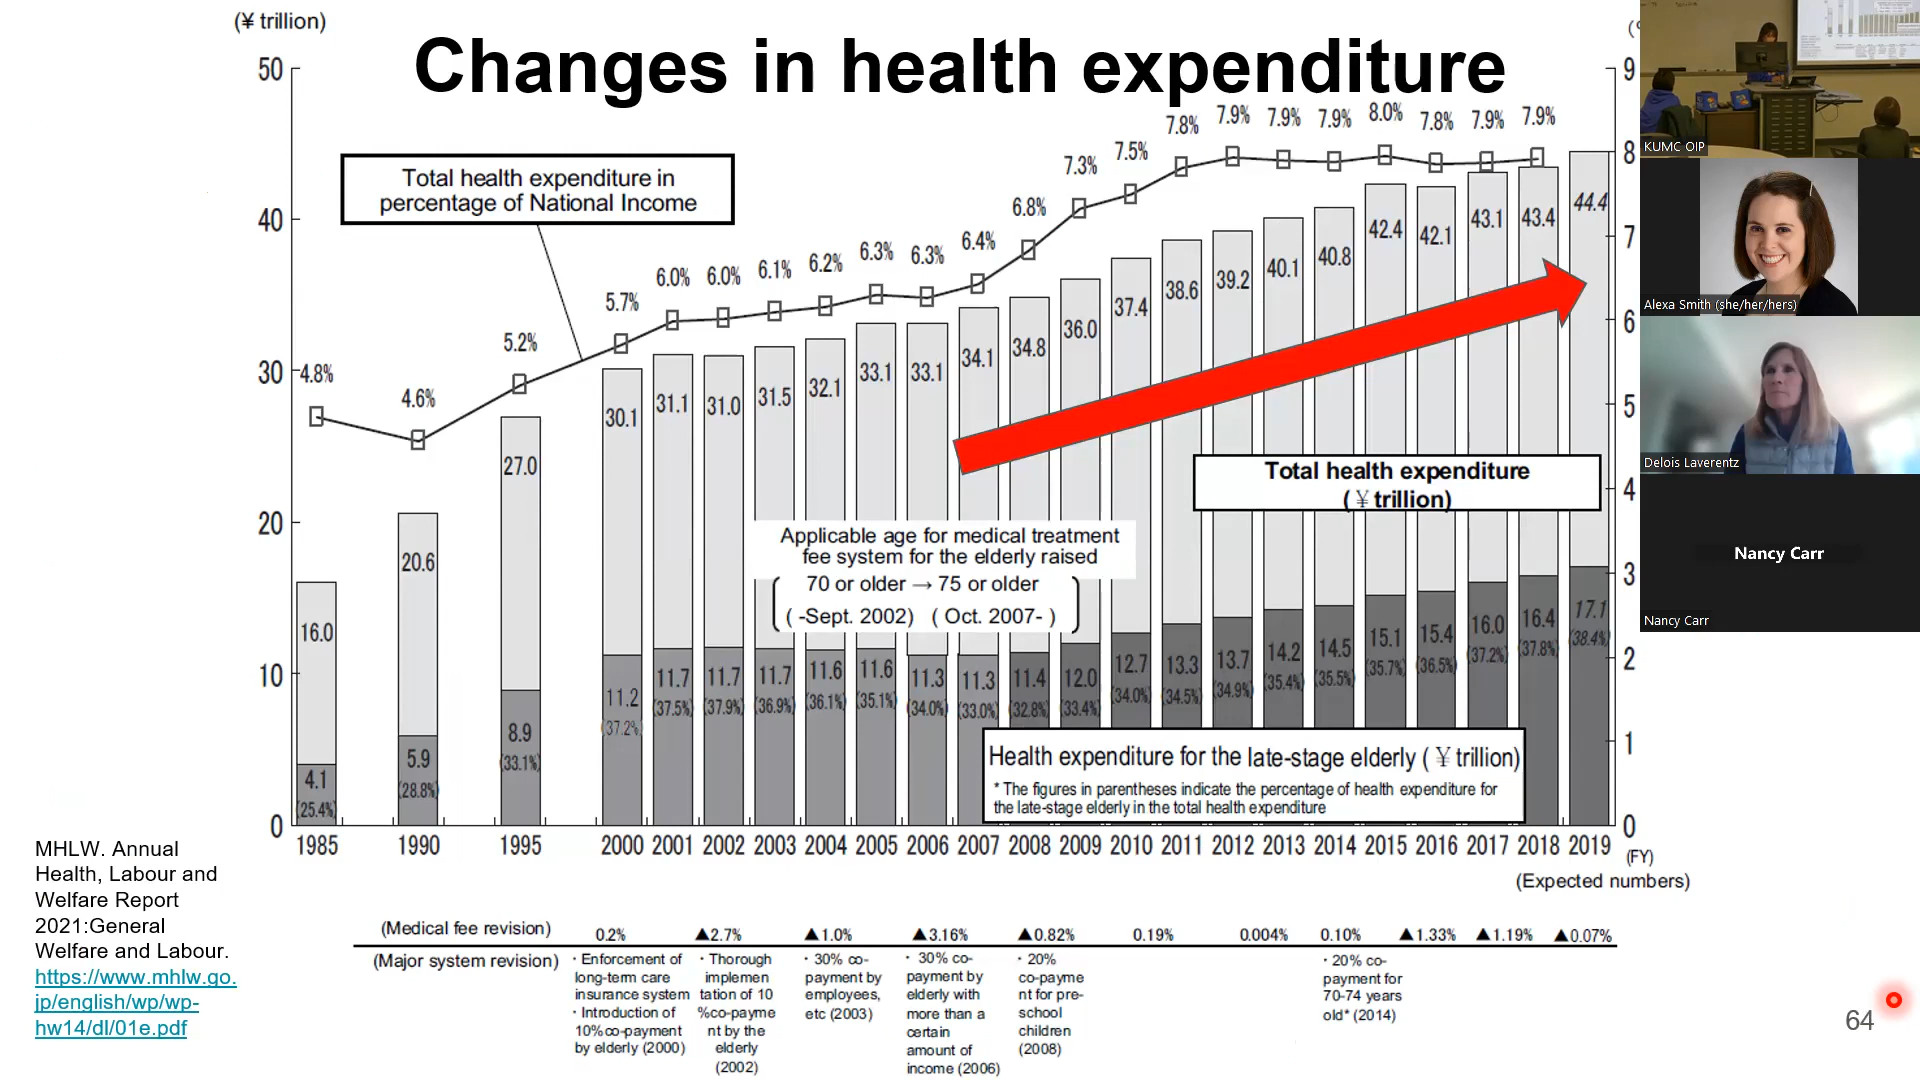 (¥ trillion)
Changes in health expenditure
50
40
30
20
10
0
9
8
7
6
5
4
3
2
1
0
Total health expenditure in
percentage of National Income
4.8%
4.6%
5.2%
5.7%
6.0%
6.0%
6.1%
6.2%
6.3%
6.3%
6.4%
6.8%
7.3%
7.5%
7.8%
7.9%
7.9%
7.9%
8.0%
7.8%
7.9%
7.9%
16.0
20.6
27.0
30.1
31.1
31.0
31.5
32.1
33.1
33.1
34.1
34.8
36.0
37.4
38.6
39.2
40.1
40.8
42.4
42.1
43.1
43.4
44.4
Total health expenditure
(¥ trillion)
Applicable age for medical treatment
fee system for the elderly raised
70 or older → 75 or older
( -Sept. 2002) ( Oct. 2007- )
4.1
(25.4%)
5.9
(28.8%)
8.9
(33.1%)
11.2
(37.2%)
11.7
(37.5%)
11.7
(37.9%)
11.7
(36.9%)
11.6
(36.1%)
11.6
(35.1%)
11.3
(34.0%)
11.3
(33.0%)
11.4
(32.8%)
12.0
(33.4%)
12.7
(34.0%)
13.3
(34.5%)
13.7
(34.9%)
14.2
(35.4%)
14.5
(35.5%)
15.1
(35.7%)
15.4
(36.5%)
16.0
(37.2%)
16.4
(37.8%)
17.1
(38.4%)
Health expenditure for the late-stage elderly (¥ trillion)
* The figures in parentheses indicate the percentage of health expenditure for
the late-stage elderly in the total health expenditure
1985 1990 1995 2000 2001 2002 2003 2004 2005 2006 2007 2008 2009 2010 2011 2012 2013 2014 2015 2016 2017 2018 2019 (FY)
(Expected numbers)
(Medical fee revision) 0.2% ▲2.7% ▲1.0% ▲3.16% ▲0.82% 0.19% 0.004% 0.10% ▲1.33% ▲1.19% ▲0.07%
(Major system revision)
・Enforcement of
long-term care
insurance system
・Introduction of
10%co-payment
by elderly (2000)
・Thorough
implemen
tation of 10
%co-payme
nt by the
elderly
(2002)
・30% co-
payment by
employees,
etc (2003)
・30% co-
payment by
elderly with
more than a
certain
amount of
income (2006)
・20%
co-payme
nt for pre-
school
children
(2008)
・20% co-
payment for
70-74 years
old* (2014)
MHLW. Annual
Health, Labour and
Welfare Report
2021:General
Welfare and Labour.
https://www.mhlw.go.
jp/english/wp/wp-
hw14/dl/01e.pdf
64
KUMC OIP
Alexa Smith (she/her/hers)
Delois Laverentz
Nancy Carr
Nancy Carr